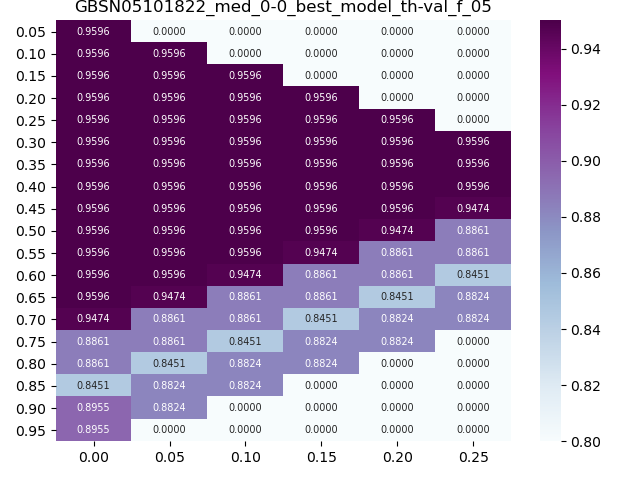 GBSN05101822_med_0-0_best_model_th-val_f_05
0.05 0.9596 0.0000 0.0000 0.0000 0.0000 0.0000
0.10 0.9596 0.9596 0.0000 0.0000 0.0000 0.0000
0.15 0.9596 0.9596 0.9596 0.0000 0.0000 0.0000
0.20 0.9596 0.9596 0.9596 0.9596 0.0000 0.0000
0.25 0.9596 0.9596 0.9596 0.9596 0.9596 0.0000
0.30 0.9596 0.9596 0.9596 0.9596 0.9596 0.9596
0.35 0.9596 0.9596 0.9596 0.9596 0.9596 0.9596
0.40 0.9596 0.9596 0.9596 0.9596 0.9596 0.9596
0.45 0.9596 0.9596 0.9596 0.9596 0.9596 0.9474
0.50 0.9596 0.9596 0.9596 0.9596 0.9474 0.8861
0.55 0.9596 0.9596 0.9596 0.9474 0.8861 0.8861
0.60 0.9596 0.9596 0.9474 0.8861 0.8861 0.8451
0.65 0.9596 0.9474 0.8861 0.8861 0.8451 0.8824
0.70 0.9474 0.8861 0.8861 0.8451 0.8824 0.8824
0.75 0.8861 0.8861 0.8451 0.8824 0.8824 0.0000
0.80 0.8861 0.8451 0.8824 0.8824 0.0000 0.0000
0.85 0.8451 0.8824 0.8824 0.0000 0.0000 0.0000
0.90 0.8955 0.8824 0.0000 0.0000 0.0000 0.0000
0.95 0.8955 0.0000 0.0000 0.0000 0.0000 0.0000
0.00 0.05 0.10 0.15 0.20 0.25
0.94
0.92
0.90
0.88
0.86
0.84
0.82
0.80